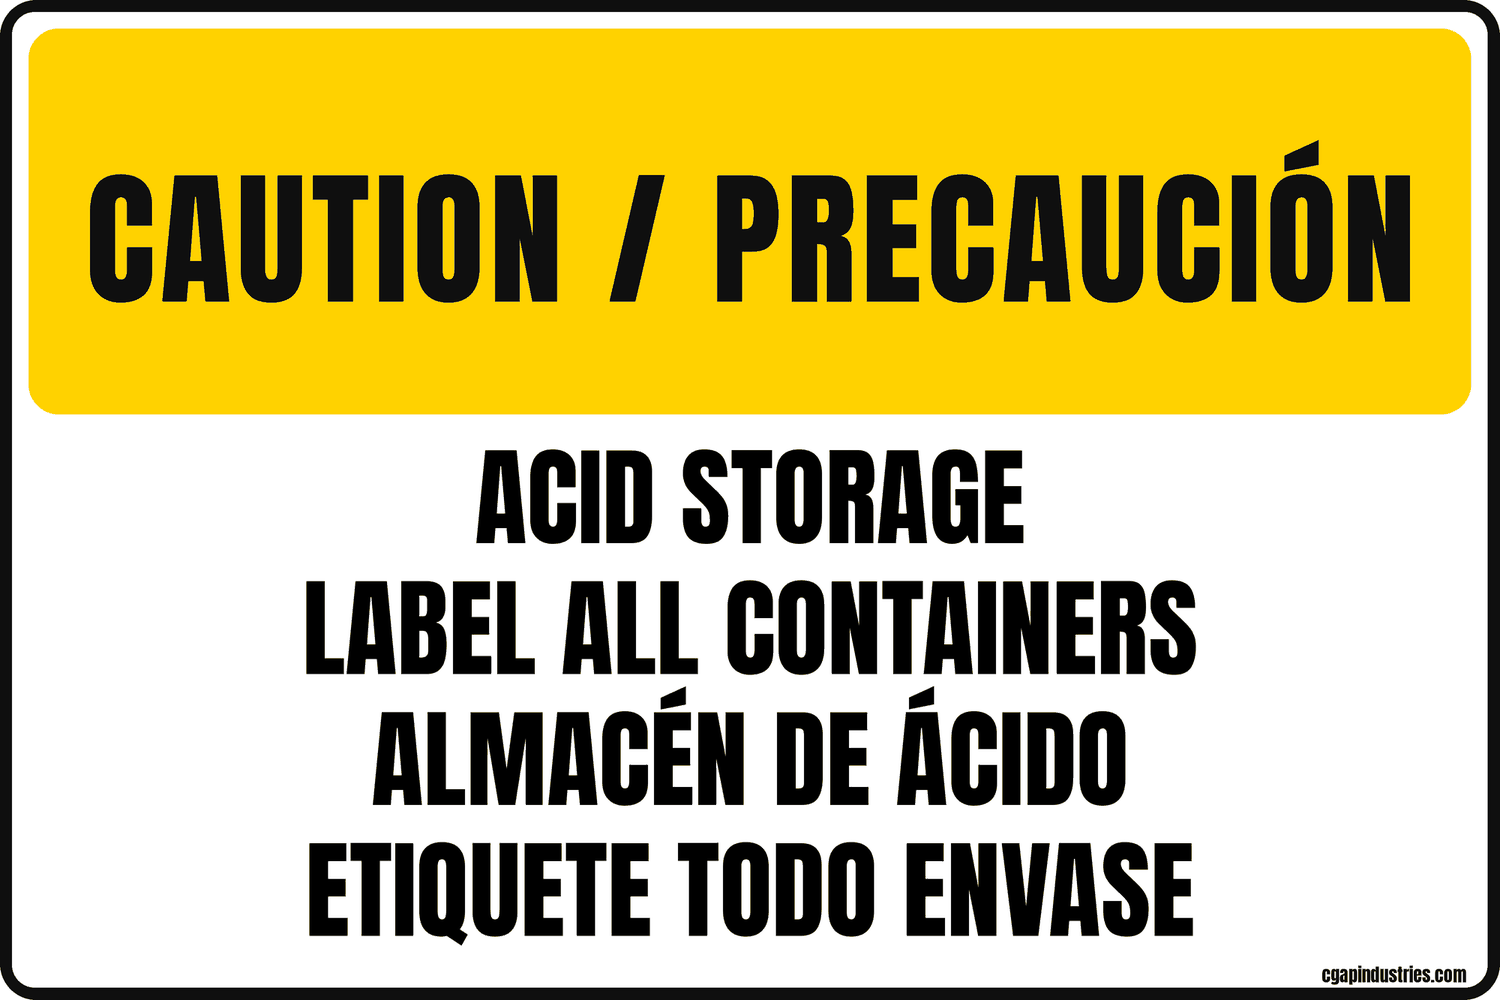 CAUTION / PRECAUCIÓN
ACID STORAGE
LABEL ALL CONTAINERS
ALMACÉN DE ÁCIDO
ETIQUETE TODO ENVASE
cgapindustries.com